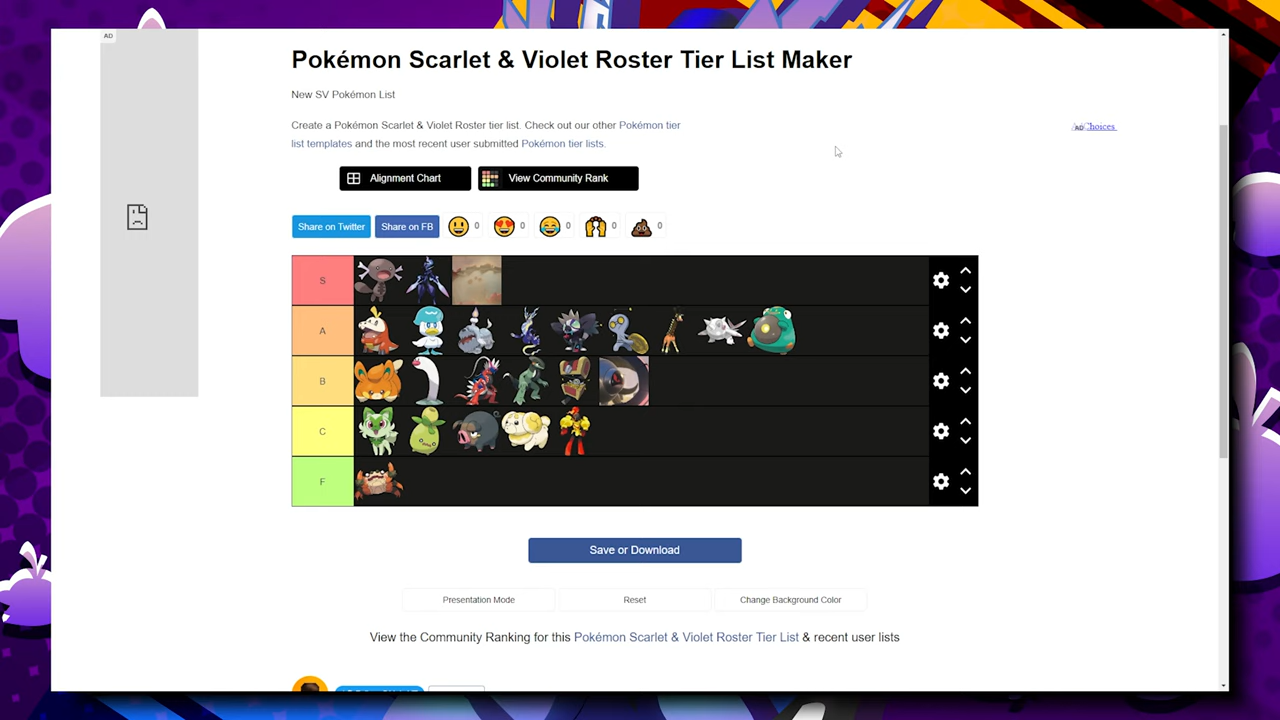 AD
Pokémon Scarlet & Violet Roster Tier List Maker
New SV Pokémon List
Create a Pokémon Scarlet & Violet Roster tier list. Check out our other Pokémon tier
list templates and the most recent user submitted Pokémon tier lists.
AD Choices
Alignment Chart
View Community Rank
Share on Twitter
Share on FB
0
0
0
0
0
S
A
B
C
F
Save or Download
Presentation Mode
Reset
Change Background Color
View the Community Ranking for this Pokémon Scarlet & Violet Roster Tier List & recent user lists